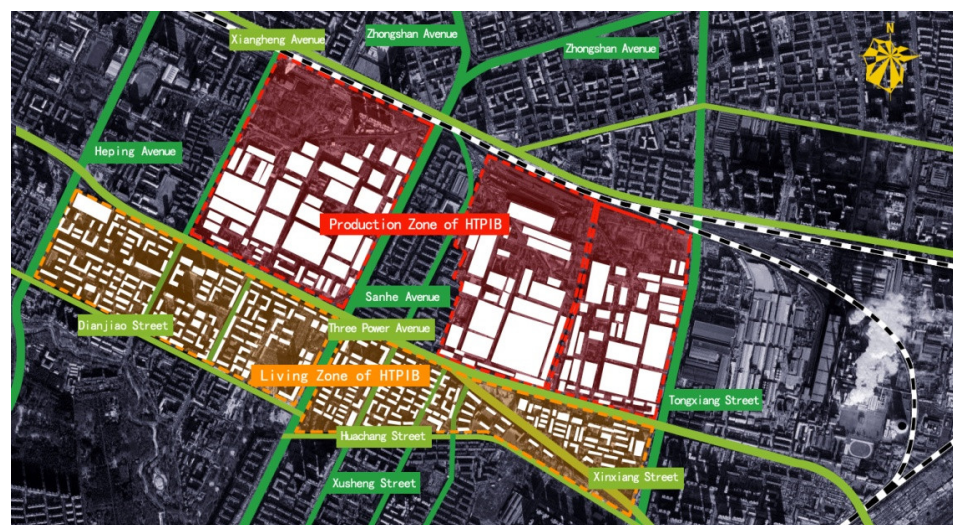 Zhongshan Avenue
Xiangheng Avenue
Zhongshan Avenue
N
Heping Avenue
Production Zone of HTPIB
Sanhe Avenue
Dianjiao Street
Three Power Avenue
Living Zone of HTPIB
Tongxiang Street
Huachang Street
Xinxiang Street
Xusheng Street